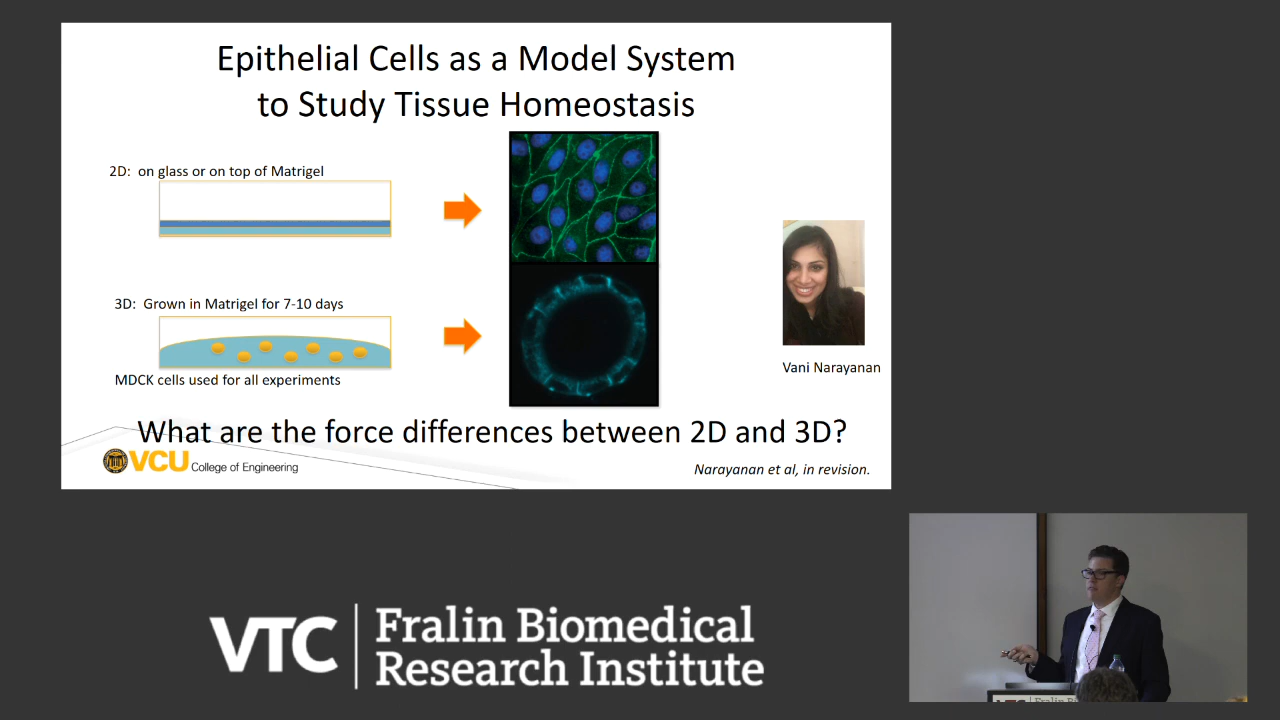 Epithelial Cells as a Model System
to Study Tissue Homeostasis
2D: on glass or on top of Matrigel
3D: Grown in Matrigel for 7-10 days
MDCK cells used for all experiments
Vani Narayanan
What are the force differences between 2D and 3D?
VCU College of Engineering
Narayanan et al, in revision.
VTC Fralin Biomedical
Research Institute